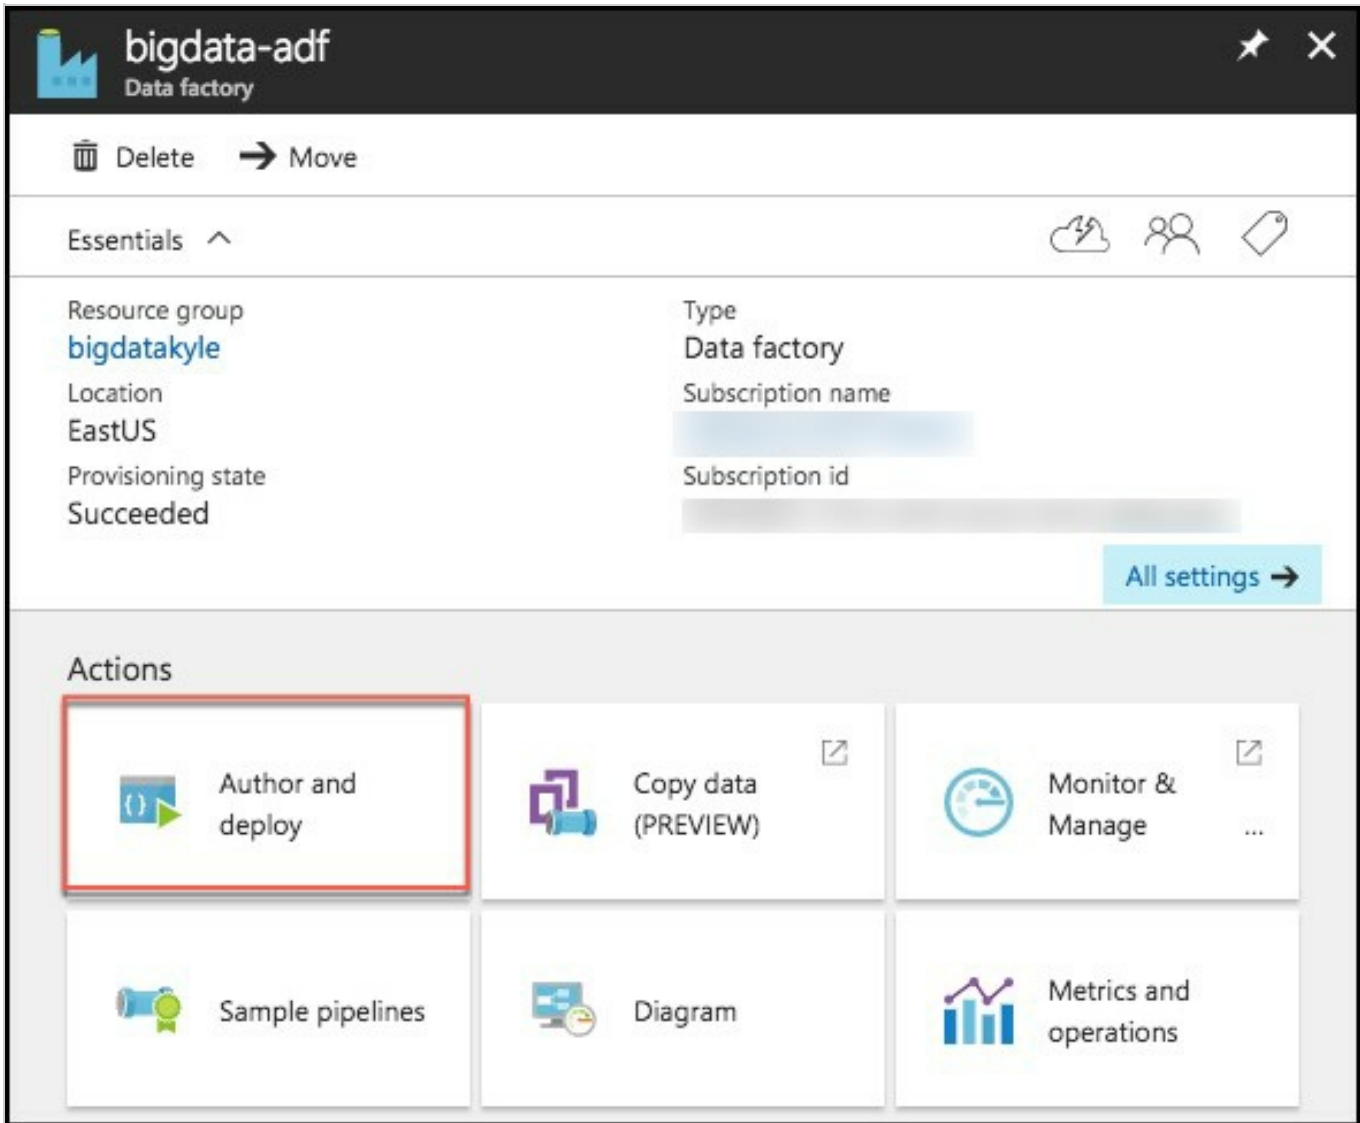 bigdata-adf
Data factory
Delete Move
Essentials
Resource group
bigdatakyle
Location
EastUS
Provisioning state
Succeeded
Type
Data factory
Subscription name
Subscription id
All settings
Actions
Author and
deploy
Copy data
(PREVIEW)
Monitor &
Manage
...
Sample pipelines
Diagram
Metrics and
operations